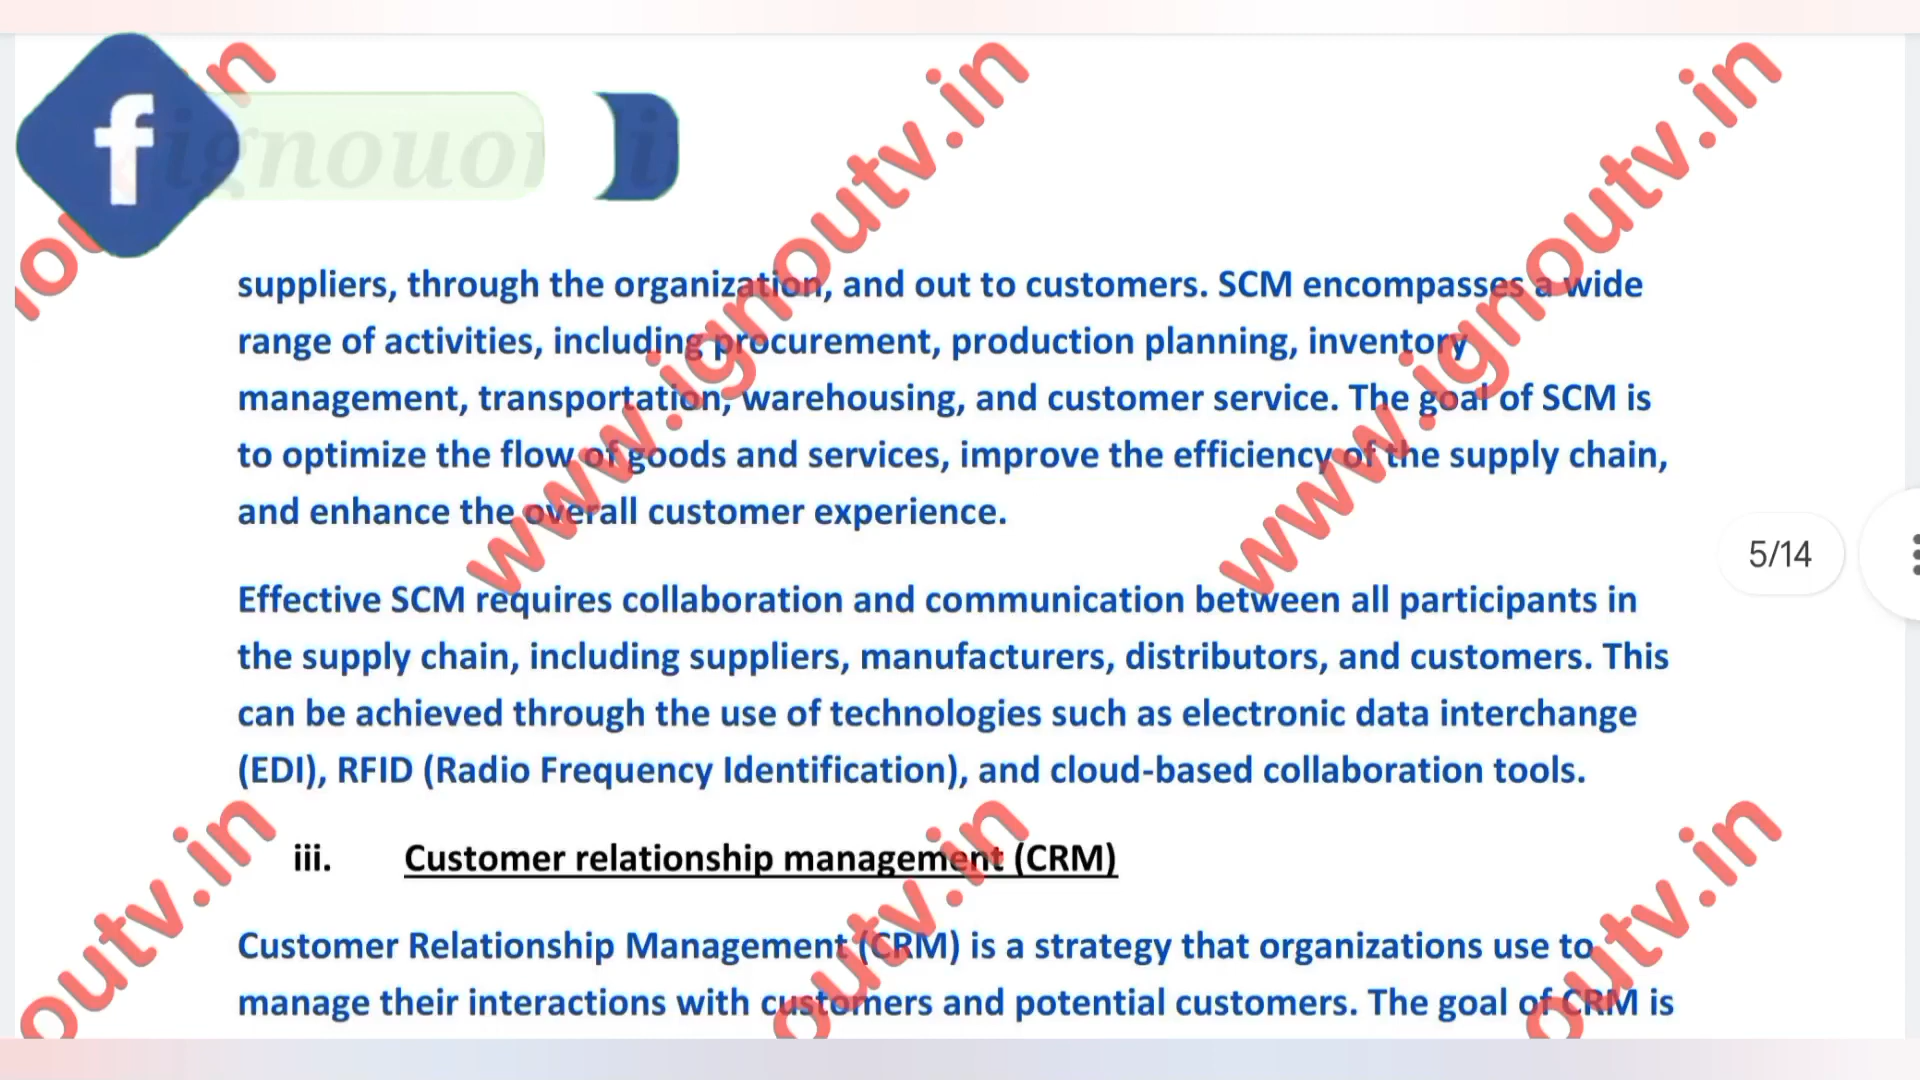 f
suppliers, through the organization, and out to customers. SCM encompasses a wide
range of activities, including procurement, production planning, inventory
management, transportation, warehousing, and customer service. The goal of SCM is
to optimize the flow of goods and services, improve the efficiency of the supply chain,
and enhance the overall customer experience.
Effective SCM requires collaboration and communication between all participants in
the supply chain, including suppliers, manufacturers, distributors, and customers. This
can be achieved through the use of technologies such as electronic data interchange
(EDI), RFID (Radio Frequency Identification), and cloud-based collaboration tools.
5/14
iii. Customer relationship management (CRM)
Customer Relationship Management (CRM) is a strategy that organizations use to
manage their interactions with customers and potential customers. The goal of CRM is
www.ignoutv.in
www.ignoutv.in
outv.in
outv.in
outv.in